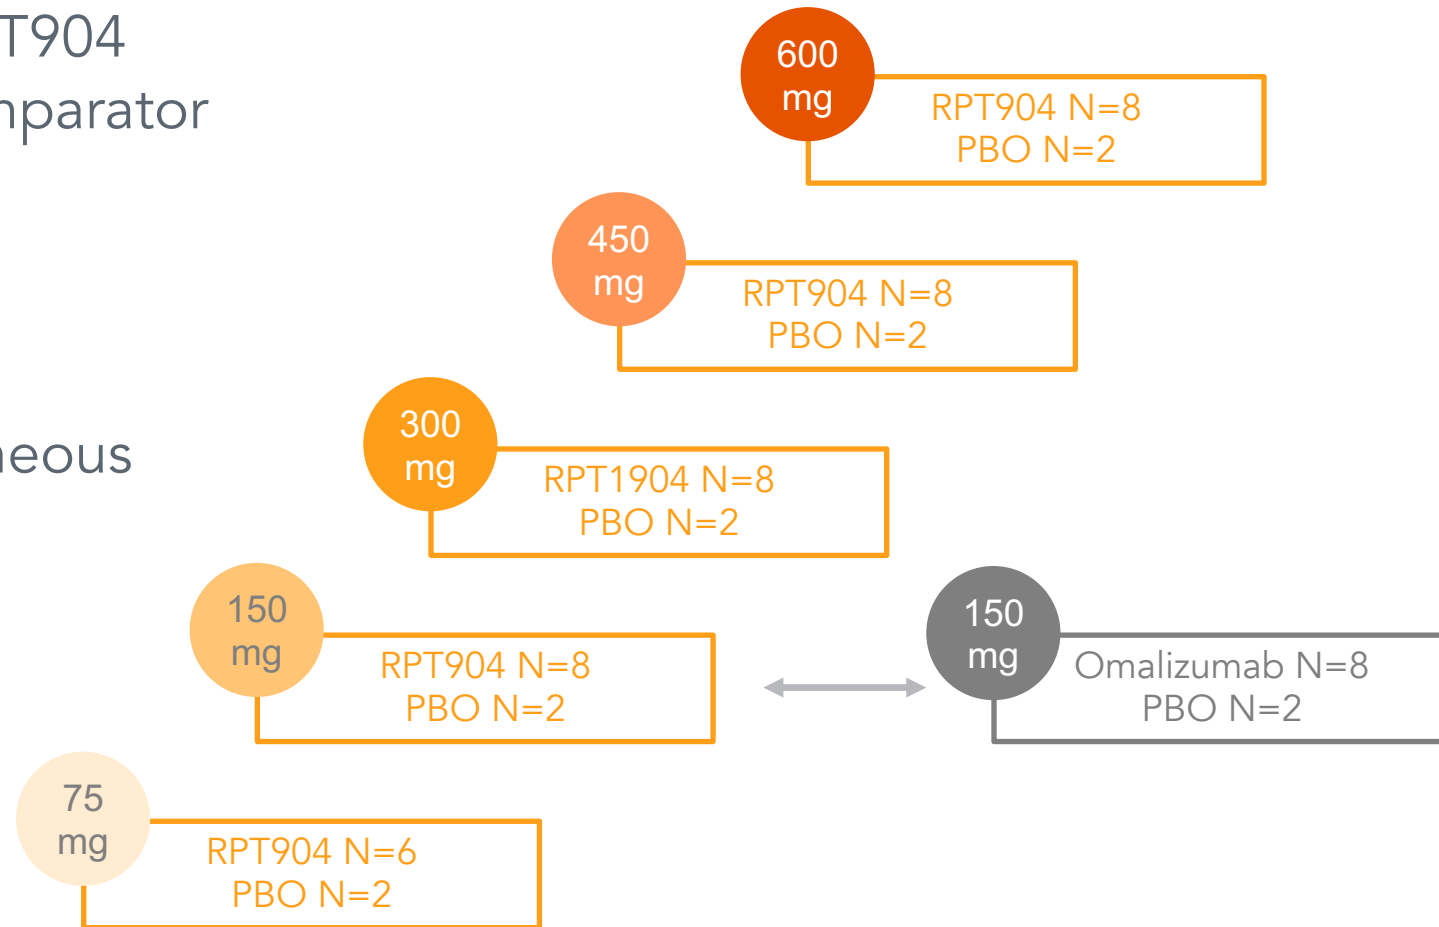 T904
nparator
neous
600
mg
RPT904 N=8
PBO N=2
450
mg
RPT904 N=8
PBO N=2
300
mg
RPT1904 N=8
PBO N=2
150
mg
RPT904 N=8
PBO N=2
150
mg
Omalizumab N=8
PBO N=2
75
mg
RPT904 N=6
PBO N=2